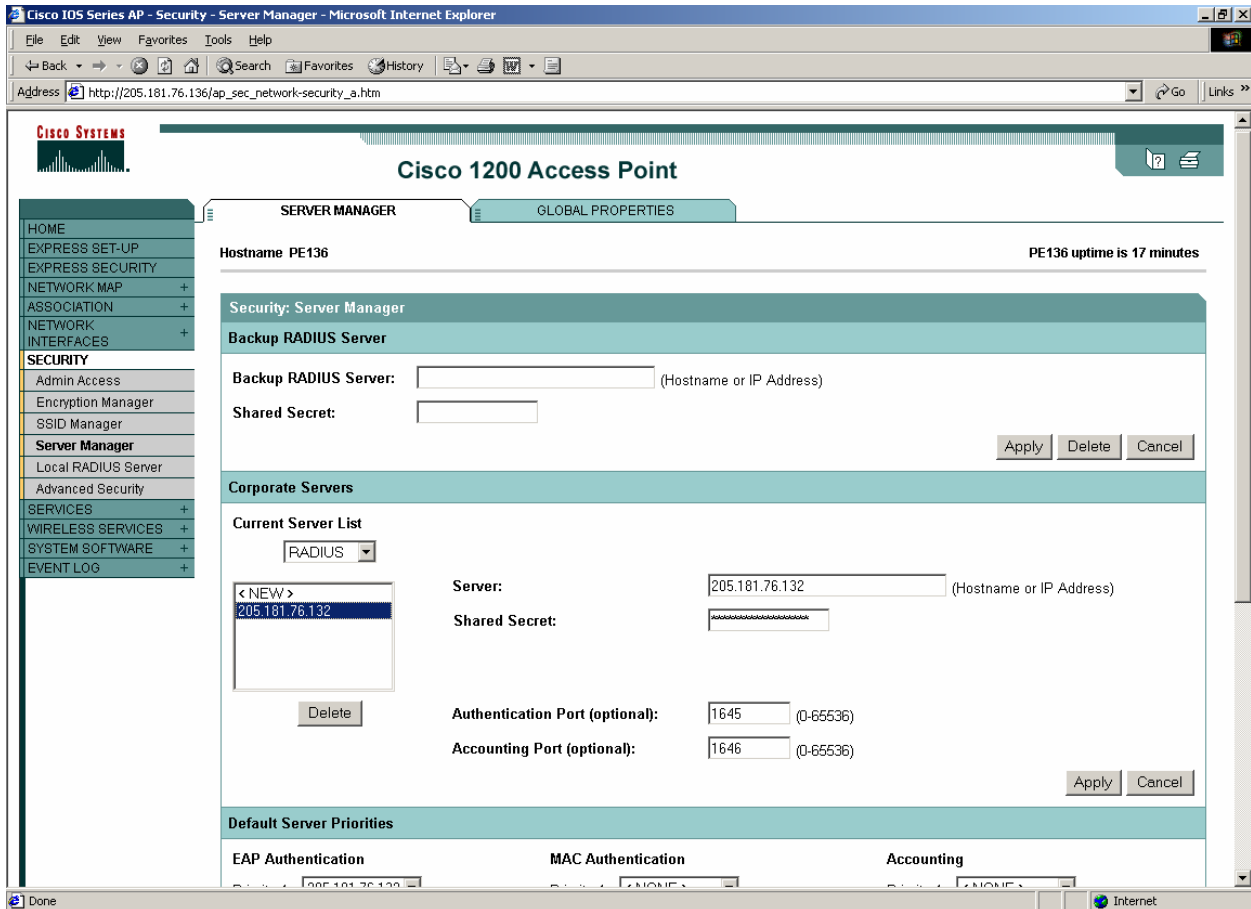 Cisco IOS Series AP - Security - Server Manager - Microsoft Internet Explorer
File Edit View Favorites Tools Help
Back Search Favorites History
Address http://205.181.76.136/ap_sec_network-security_a.htm Go Links »
CISCO SYSTEMS
Cisco 1200 Access Point
SERVER MANAGER GLOBAL PROPERTIES
HOME
EXPRESS SET-UP
EXPRESS SECURITY
NETWORK MAP +
ASSOCIATION +
NETWORK INTERFACES +
SECURITY
Admin Access
Encryption Manager
SSID Manager
Server Manager
Local RADIUS Server
Advanced Security
SERVICES +
WIRELESS SERVICES +
SYSTEM SOFTWARE +
EVENT LOG +
Hostname PE136 PE136 uptime is 17 minutes
Security: Server Manager
Backup RADIUS Server
Backup RADIUS Server: (Hostname or IP Address)
Shared Secret:
Apply Delete Cancel
Corporate Servers
Current Server List
RADIUS
< NEW >
205.181.76.132
Delete
Server: 205.181.76.132 (Hostname or IP Address)
Shared Secret: ******************
Authentication Port (optional): 1645 (0-65536)
Accounting Port (optional): 1646 (0-65536)
Apply Cancel
Default Server Priorities
EAP Authentication MAC Authentication Accounting
Done Internet